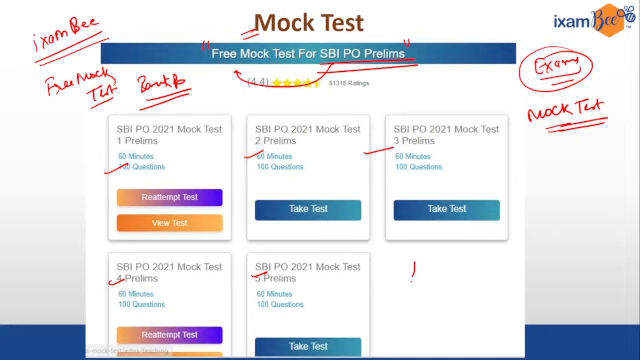 Mock Test
ixamBee
ixamBee
"Free Mock Test For SBI PO Prelims"
(4.4) 61316 Ratings
Free Mock
Test
Exams
Mock Test
SBI PO 2021 Mock Test
1 Prelims
60 Minutes
100 Questions
Reattempt Test
View Test
SBI PO 2021 Mock Test
2 Prelims
60 Minutes
100 Questions
Take Test
SBI PO 2021 Mock Test
3 Prelims
60 Minutes
100 Questions
Take Test
SBI PO 2021 Mock Test
4 Prelims
60 Minutes
100 Questions
Reattempt Test
SBI PO 2021 Mock Test
5 Prelims
60 Minutes
100 Questions
Take Test